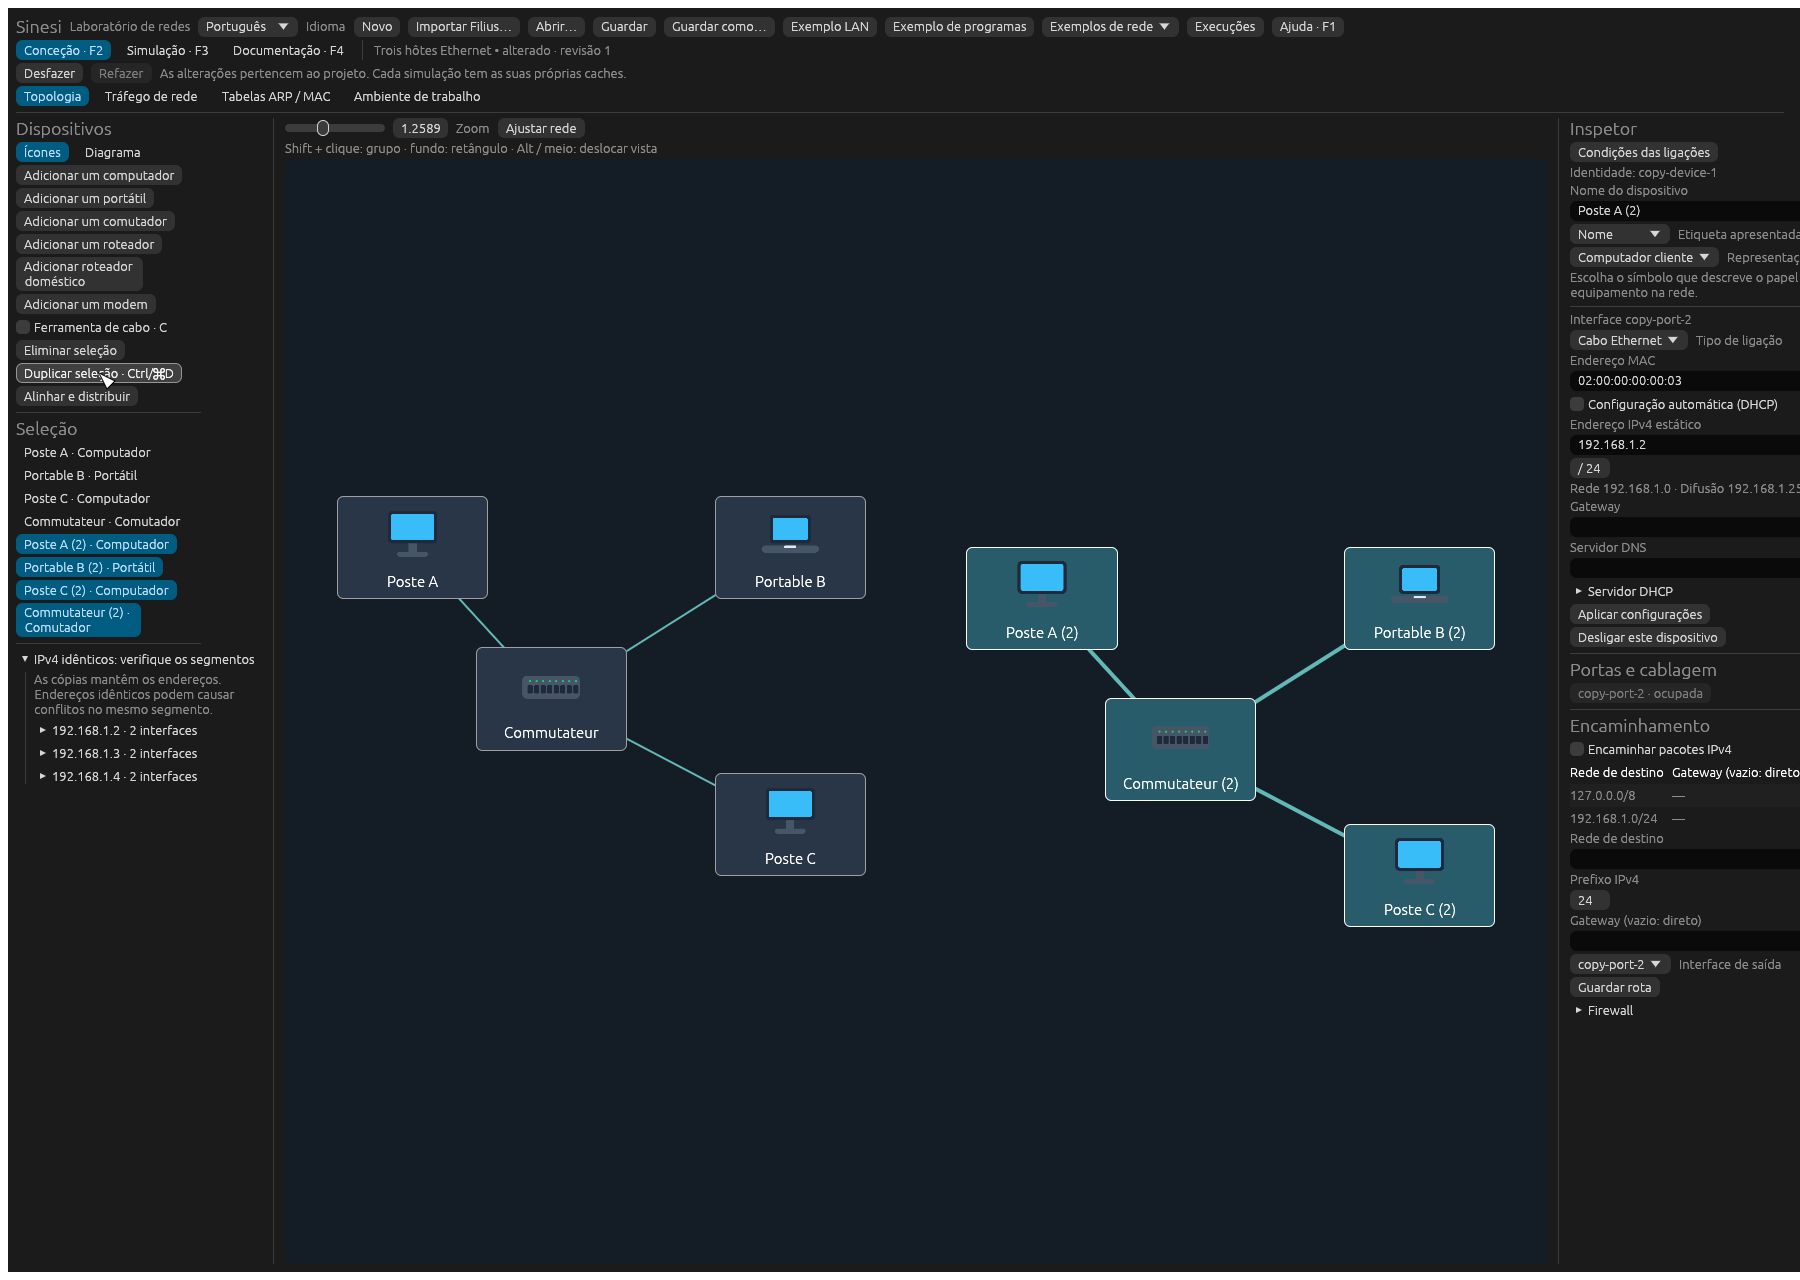 Sinesi Laboratório de redes Português Idioma Novo Importar Filius... Abrir... Guardar Guardar como... Exemplo LAN Exemplo de programas Exemplos de rede Execuções Ajuda · F1
Conceção · F2 Simulação · F3 Documentação · F4 Trois hôtes Ethernet • alterado · revisão 1
Desfazer Refazer As alterações pertencem ao projeto. Cada simulação tem as suas próprias caches.
Topologia Tráfego de rede Tabelas ARP / MAC Ambiente de trabalho
Dispositivos
Ícones Diagrama
Adicionar um computador
Adicionar um portátil
Adicionar um comutador
Adicionar um roteador
Adicionar roteador
doméstico
Adicionar um modem
Ferramenta de cabo · C
Eliminar seleção
Duplicar seleção · Ctrl/⌘D
Alinhar e distribuir
Seleção
Poste A · Computador
Portable B · Portátil
Poste C · Computador
Commutateur · Comutador
Poste A (2) · Computador
Portable B (2) · Portátil
Poste C (2) · Computador
Commutateur (2) ·
Comutador
IPv4 idênticos: verifique os segmentos
As cópias mantêm os endereços.
Endereços idênticos podem causar
conflitos no mesmo segmento.
192.168.1.2 · 2 interfaces
192.168.1.3 · 2 interfaces
192.168.1.4 · 2 interfaces
1.2589 Zoom Ajustar rede
Shift + clique: grupo · fundo: retângulo · Alt / meio: deslocar vista
Poste A
Portable B
Commutateur
Poste C
Poste A (2)
Portable B (2)
Commutateur (2)
Poste C (2)
Inspetor
Condições das ligações
Identidade: copy-device-1
Nome do dispositivo
Poste A (2)
Nome Etiqueta apresentada
Computador cliente Representaç
Escolha o símbolo que descreve o papel
equipamento na rede.
Interface copy-port-2
Cabo Ethernet Tipo de ligação
Endereço MAC
02:00:00:00:00:03
Configuração automática (DHCP)
Endereço IPv4 estático
192.168.1.2
/ 24
Rede 192.168.1.0 · Difusão 192.168.1.25
Gateway
Servidor DNS
Servidor DHCP
Aplicar configurações
Desligar este dispositivo
Portas e cablagem
copy-port-2 · ocupada
Encaminhamento
Encaminhar pacotes IPv4
Rede de destino Gateway (vazio: direto
127.0.0.0/8 —
192.168.1.0/24 —
Rede de destino
Prefixo IPv4
24
Gateway (vazio: direto)
copy-port-2 Interface de saída
Guardar rota
Firewall